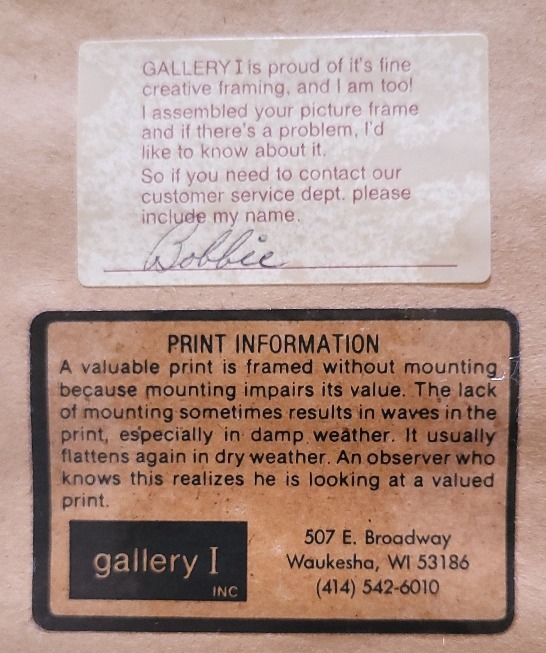 GALLERY I is proud of it's fine
creative framing, and I am too!
I assembled your picture frame
and if there's a problem, I'd
like to know about it.
So if you need to contact our
customer service dept. please
include my name.
Bobbie
PRINT INFORMATION
A valuable print is framed without mounting
because mounting impairs its value. The lack
of mounting sometimes results in waves in the
print, especially in damp weather. It usually
flattens again in dry weather. An observer who
knows this realizes he is looking at a valued
print.
gallery I
INC
507 E. Broadway
Waukesha, WI 53186
(414) 542-6010